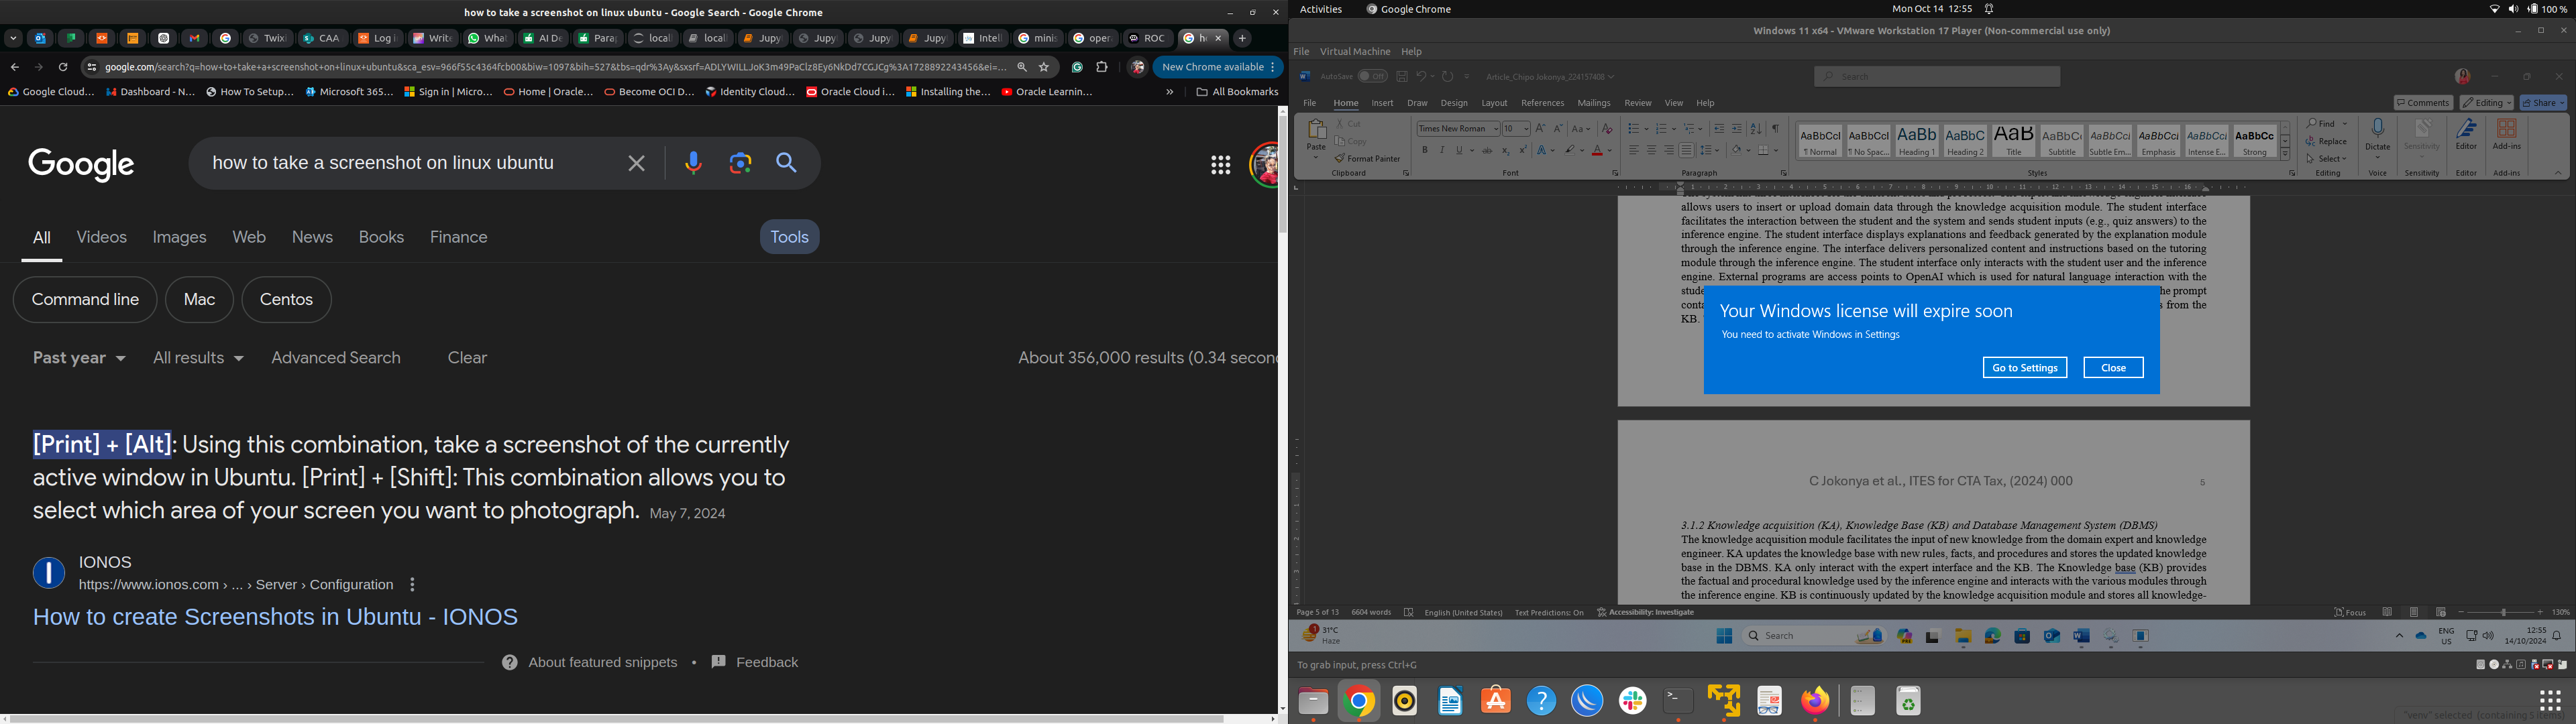 how to take a screenshot on linux ubuntu - Google Search - Google Chrome
Twix
CAA
Log i
Write
What
AI De
Para
local
local
Jupy
Jupy
Jupy
Jupy
Intell
minis
oper
ROC
google.com/search?q=how+to+take+a+screenshot+on+linux+ubuntu&sca_esv=966f55c4364fcb00&biw=1097&bih=527&tbs=qdr%3Ay&sxsrf=ADLYWILLJoK3m49PaClz8Ey6NkDd7CGJCg%3A1728892243456&ei=...
New Chrome available
Google Cloud... Dashboard - N... How To Setup... Microsoft 365... Sign in | Micro... Home | Oracle... Become OCI D... Identity Cloud... Oracle Cloud i... Installing the... Oracle Learnin... » All Bookmarks
Google
how to take a screenshot on linux ubuntu
All Videos Images Web News Books Finance Tools
Command line Mac Centos
Past year All results Advanced Search Clear About 356,000 results (0.34 secon
[Print] + [Alt]: Using this combination, take a screenshot of the currently
active window in Ubuntu. [Print] + [Shift]: This combination allows you to
select which area of your screen you want to photograph. May 7, 2024
IONOS
https://www.ionos.com › ... › Server › Configuration
How to create Screenshots in Ubuntu - IONOS
About featured snippets • Feedback
Activities Google Chrome Mon Oct 14 12:55 100 %
Windows 11 x64 - VMware Workstation 17 Player (Non-commercial use only)
File Virtual Machine Help
AutoSave Off Article_Chipo Jokonya_224157408 Search
File Home Insert Draw Design Layout References Mailings Review View Help Comments Editing Share
Paste Cut Copy Format Painter Clipboard
Times New Roman 10 Font
Paragraph
AaBbCcI AaBbCcI AaBb AaBbC AaB AaBbCc AaBbCcI AaBbCcI AaBbCcI AaBbCc
¶ Normal ¶ No Spac... Heading 1 Heading 2 Title Subtitle Subtle Em... Emphasis Intense E... Strong
Styles
Find Replace Select Editing
Dictate Voice
Sensitivity Sensitivity
Editor Editor
Add-ins Add-ins
allows users to insert or upload domain data through the knowledge acquisition module. The student interface
facilitates the interaction between the student and the system and sends student inputs (e.g., quiz answers) to the
inference engine. The student interface displays explanations and feedback generated by the explanation module
through the inference engine. The interface delivers personalized content and instructions based on the tutoring
module through the inference engine. The student interface only interacts with the student user and the inference
engine. External programs are access points to OpenAI which is used for natural language interaction with the
stude he prompt
conta s from the
KB.
Your Windows license will expire soon
You need to activate Windows in Settings
Go to Settings Close
C Jokonya et al., ITES for CTA Tax, (2024) 000 5
3.1.2 Knowledge acquisition (KA), Knowledge Base (KB) and Database Management System (DBMS)
The knowledge acquisition module facilitates the input of new knowledge from the domain expert and knowledge
engineer. KA updates the knowledge base with new rules, facts, and procedures and stores the updated knowledge
base in the DBMS. KA only interact with the expert interface and the KB. The Knowledge base (KB) provides
the factual and procedural knowledge used by the inference engine and interacts with the various modules through
the inference engine. KB is continuously updated by the knowledge acquisition module and stores all knowledge-
Page 5 of 13 6604 words English (United States) Text Predictions: On Accessibility: Investigate Focus 130%
31°C
Haze
Search
ENG
US
12:55
14/10/2024
To grab input, press Ctrl+G
"venv" selected (containing 5 items)